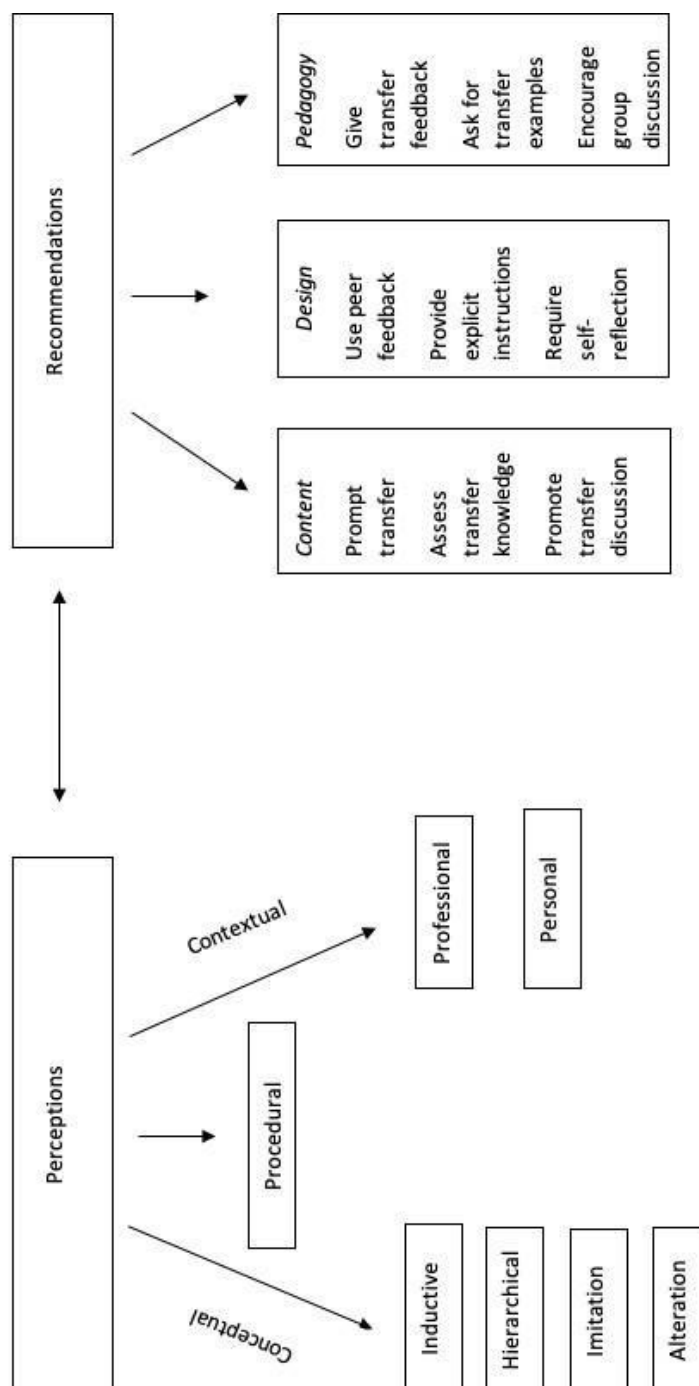 Perceptions
Conceptual
Contextual
Procedural
Inductive
Hierarchical
Imitation
Alteration
Professional
Personal
Recommendations
Content
Prompt
transfer
Assess
transfer
knowledge
Promote
transfer
discussion
Design
Use peer
feedback
Provide
explicit
instructions
Require
self-
reflection
Pedagogy
Give
transfer
feedback
Ask for
transfer
examples
Encourage
group
discussion